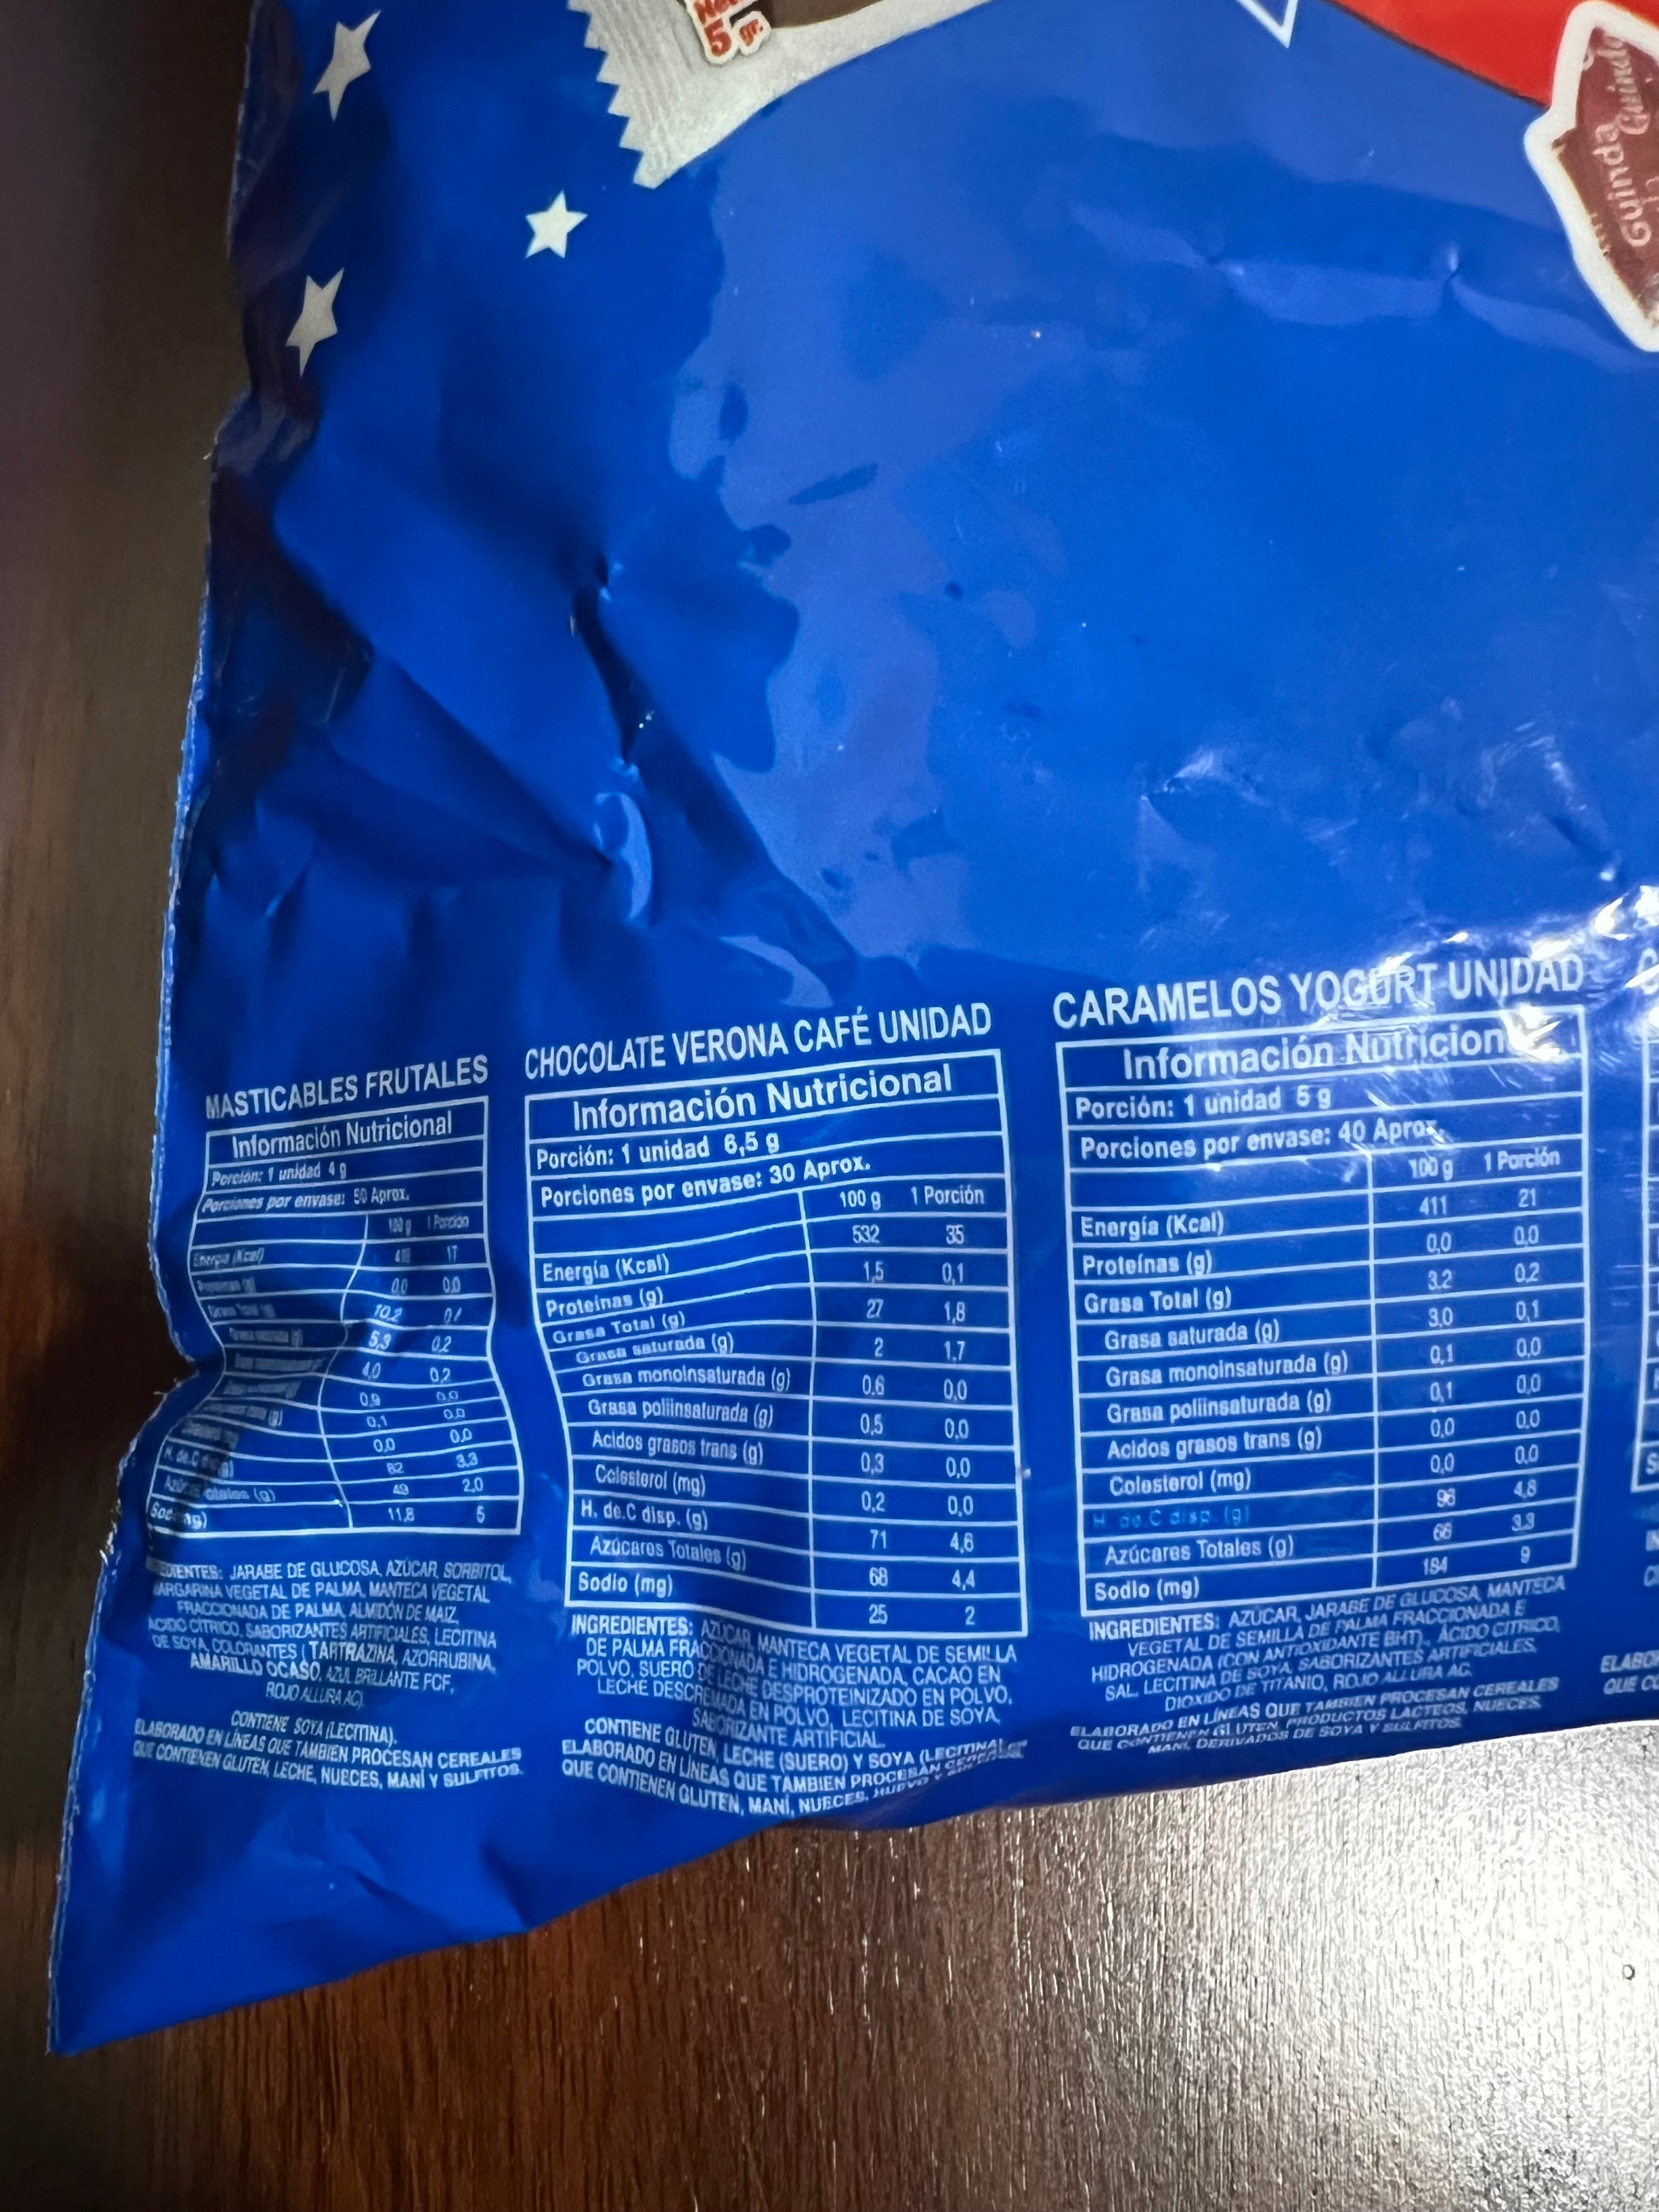 5 gr.
Guinda Guinda
MASTICABLES FRUTALES
Información Nutricional
Porción: 1 unidad 4 g
Porciones por envase: 50 Aprox.
100 g 1 Porción
Energía (Kcal) 17
0,0 0,0
10,2
5,3 0,2
4,0 0,2
0,9 0,0
0,1 0,0
0,0 0,0
H. de.C 82 3,3
49 2,0
11,8 5
JARABE DE GLUCOSA, AZÚCAR, SORBITOL,
MARGARINA VEGETAL DE PALMA, MANTECA VEGETAL
FRACCIONADA DE PALMA, ALMIDÓN DE MAIZ,
ACIDO CÍTRICO, SABORIZANTES ARTIFICIALES, LECITINA
DE SOYA, COLORANTES ( TARTRAZINA, AZORRUBINA,
AMARILLO OCASO, AZUL BRILLANTE FCF,
ROJO ALLURA AC).
CONTIENE SOYA (LECITINA).
ELABORADO EN LÍNEAS QUE TAMBIEN PROCESAN CEREALES
QUE CONTIENEN GLUTEN, LECHE, NUECES, MANÍ Y SULFITOS.
CHOCOLATE VERONA CAFÉ UNIDAD
Información Nutricional
Porción: 1 unidad 6,5 g
Porciones por envase: 30 Aprox.
100 g 1 Porción
Energía (Kcal) 532 35
Proteínas (g) 1,5 0,1
Grasa Total (g) 27 1,8
Grasa saturada (g) 2 1,7
Grasa monoinsaturada (g) 0.6 0,0
Grasa poliinsaturada (g) 0,5 0,0
Acidos grasos trans (g) 0,3 0,0
Colesterol (mg) 0,2 0,0
H. de.C disp. (g) 71 4,6
Azúcares Totales (g) 68 4,4
Sodio (mg) 25 2
INGREDIENTES: AZUCAR, MANTECA VEGETAL DE SEMILLA
DE PALMA FRACCIONADA E HIDROGENADA, CACAO EN
POLVO, SUERO DE LECHE DESPROTEINIZADO EN POLVO,
LECHE DESCREMADA EN POLVO, LECITINA DE SOYA,
SABORIZANTE ARTIFICIAL.
CONTIENE GLUTEN, LECHE (SUERO) Y SOYA (LECITINA)
ELABORADO EN LÍNEAS QUE TAMBIEN PROCESAN
QUE CONTIENEN GLUTEN, MANÍ, NUECES, HUEVO Y
CARAMELOS YOGURT UNIDAD
Información Nutricional
Porción: 1 unidad 5 g
Porciones por envase: 40 Aprox.
100 g 1 Porción
Energía (Kcal) 411 21
Proteínas (g) 0,0 0,0
Grasa Total (g) 3.2 0,2
Grasa saturada (g) 3.0 0,1
Grasa monoinsaturada (g) 0,1 0,0
Grasa poliinsaturada (g) 0,1 0,0
Acidos grasos trans (g) 0,0 0,0
Colesterol (mg) 0,0 0,0
H. de.C disp. (g) 96 4,8
Azúcares Totales (g) 66 3.3
Sodio (mg) 184 9
INGREDIENTES: AZUCAR, JARABE DE GLUCOSA, MANTECA
VEGETAL DE SEMILLA DE PALMA FRACCIONADA E
HIDROGENADA (CON ANTIOXIDANTE BHT), ÁCIDO CITRICO,
SAL, LECITINA DE SOYA, SABORIZANTES ARTIFICIALES,
DIOXIDO DE TITANIO, ROJO ALLURA AC.
ELABORADO EN LÍNEAS QUE TAMBIEN PROCESAN CEREALES
QUE CONTIENEN GLUTEN, PRODUCTOS LACTEOS, NUECES,
MANI, DERIVADOS DE SOYA Y SULFITOS.